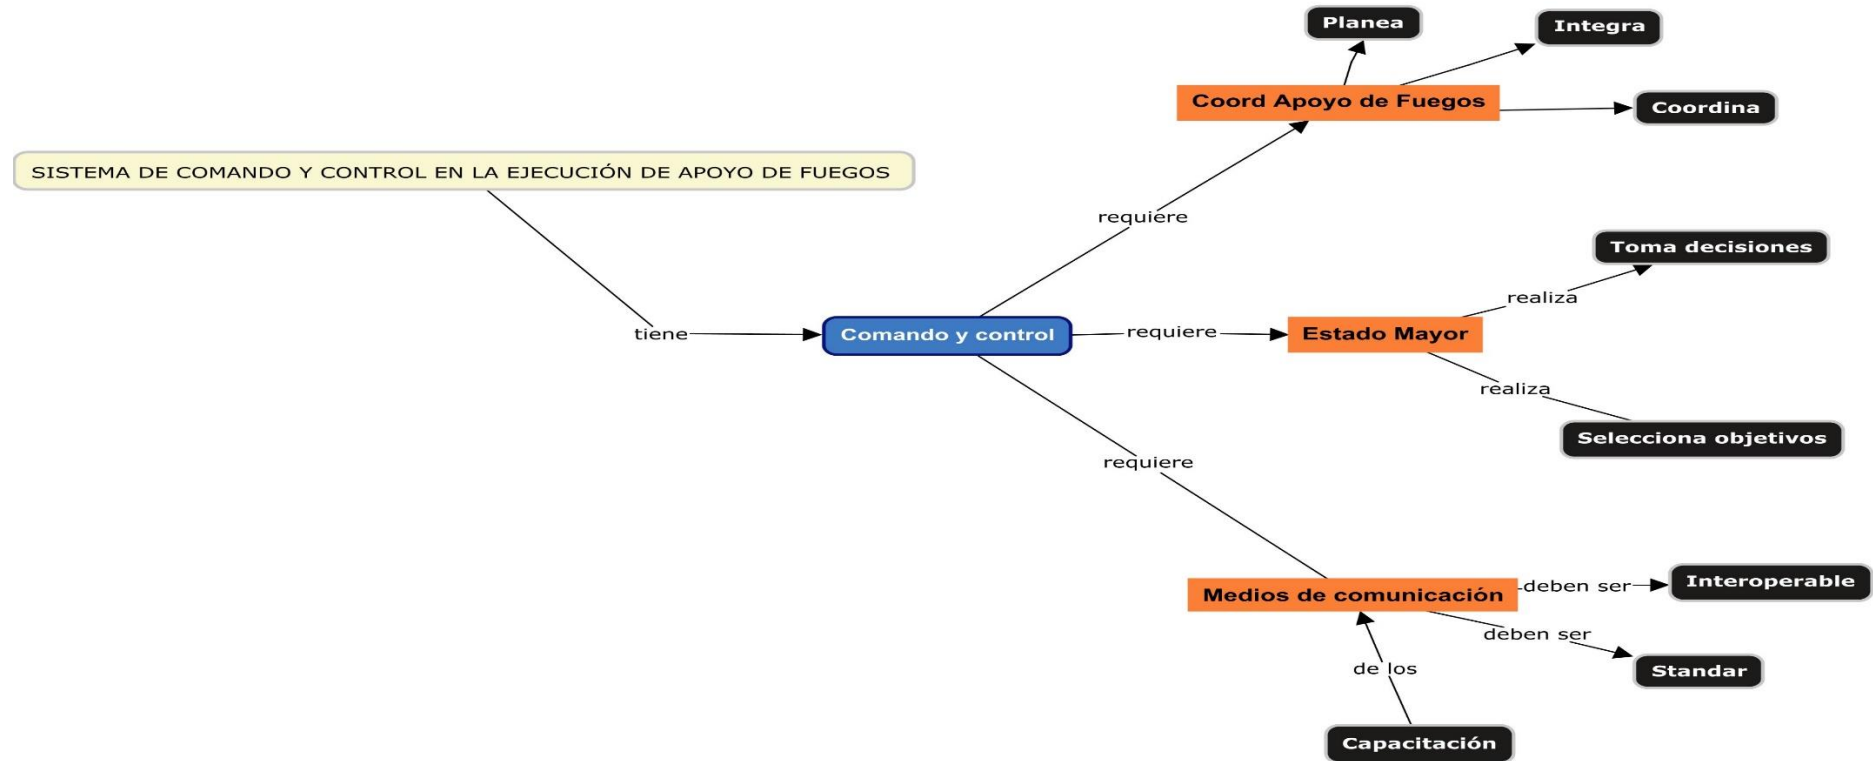 Planea
Integra
Coord Apoyo de Fuegos
Coordina
SISTEMA DE COMANDO Y CONTROL EN LA EJECUCIÓN DE APOYO DE FUEGOS
requiere
Toma decisiones
realiza
tiene
Comando y control
requiere
Estado Mayor
realiza
Selecciona objetivos
requiere
Medios de comunicación
deben ser
Interoperable
deben ser
Standar
de los
Capacitación